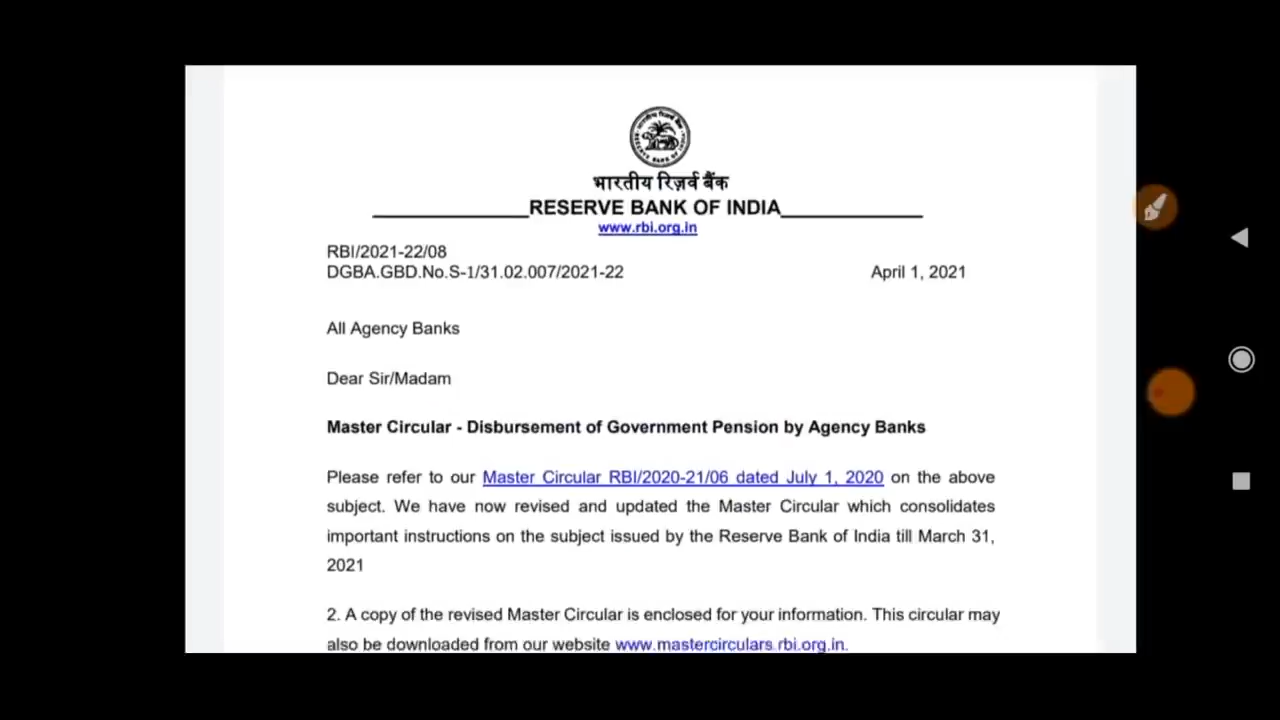 भारतीय रिज़र्व बैंक
RESERVE BANK OF INDIA
www.rbi.org.in
RBI/2021-22/08
DGBA.GBD.No.S-1/31.02.007/2021-22 April 1, 2021
All Agency Banks
Dear Sir/Madam
Master Circular - Disbursement of Government Pension by Agency Banks
Please refer to our Master Circular RBI/2020-21/06 dated July 1, 2020 on the above
subject. We have now revised and updated the Master Circular which consolidates
important instructions on the subject issued by the Reserve Bank of India till March 31,
2021
2. A copy of the revised Master Circular is enclosed for your information. This circular may
also be downloaded from our website www.mastercirculars.rbi.org.in.